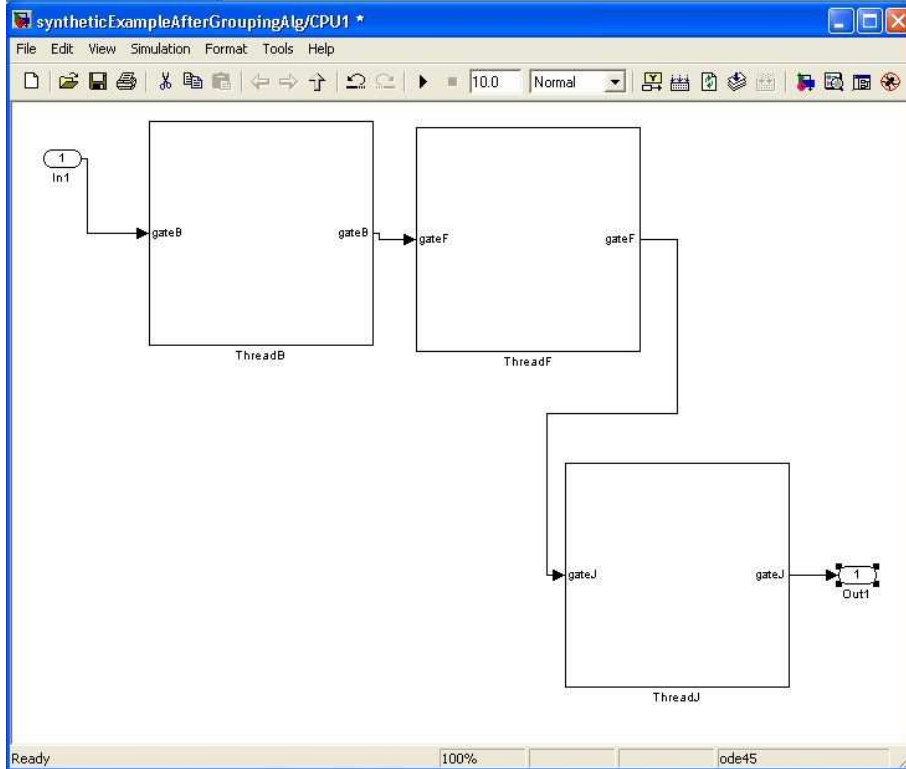 syntheticExampleAfterGroupingAlg/CPU1 *
File Edit View Simulation Format Tools Help
10.0 Normal
1
In1
gateB gateB
ThreadB
gateF gateF
ThreadF
gateJ gateJ
ThreadJ
1
Out1
Ready 100% ode45